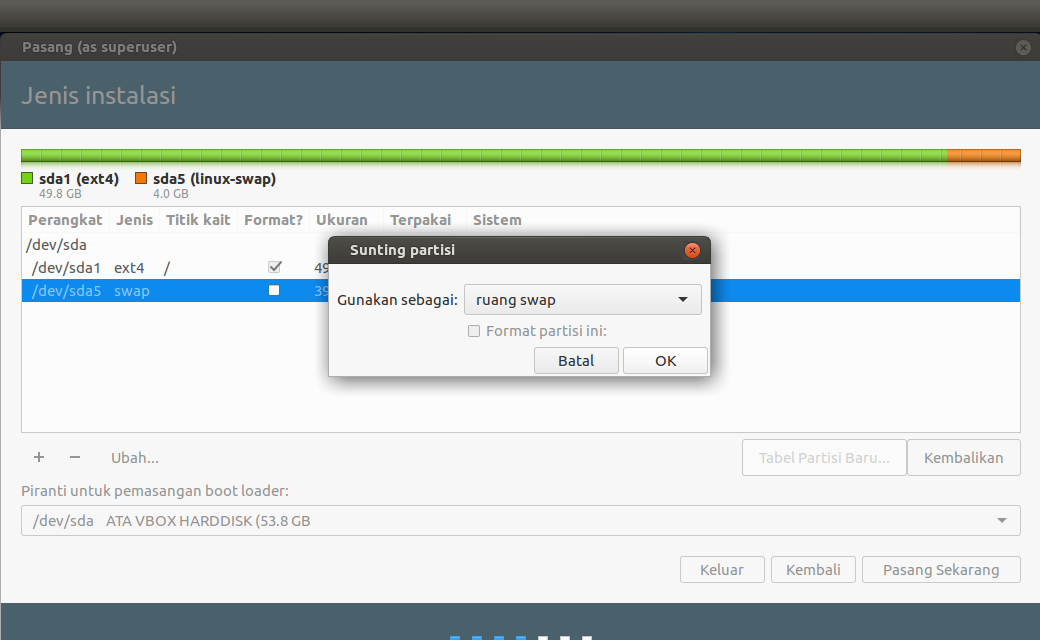 Pasang (as superuser)
Jenis instalasi
sda1 (ext4) sda5 (linux-swap)
49.8 GB 4.0 GB
Perangkat Jenis Titik kait Format? Ukuran Terpakai Sistem
/dev/sda
/dev/sda1 ext4 /
/dev/sda5 swap
Sunting partisi
Gunakan sebagai: ruang swap
Format partisi ini:
Batal OK
+ − Ubah... Tabel Partisi Baru... Kembalikan
Piranti untuk pemasangan boot loader:
/dev/sda ATA VBOX HARDDISK (53.8 GB
Keluar Kembali Pasang Sekarang